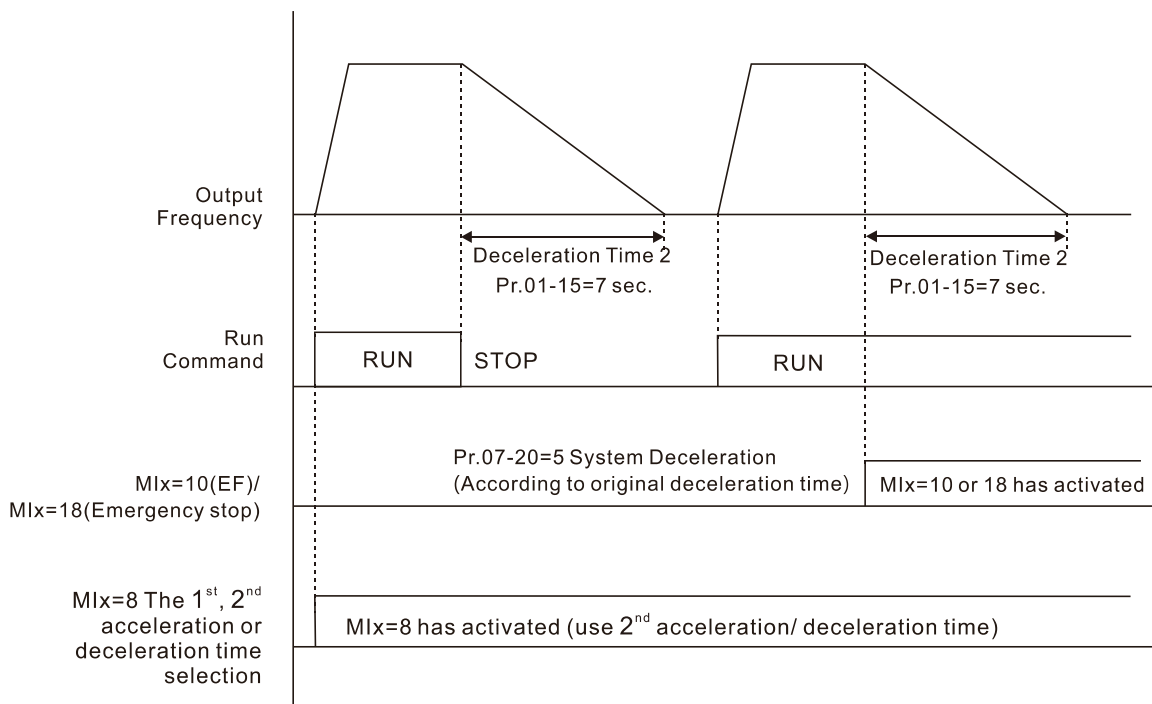 Output
Frequency
Deceleration Time 2
Pr.01-15=7 sec.
Deceleration Time 2
Pr.01-15=7 sec.
Run
Command
RUN
STOP
RUN
MIx=10(EF)/
MIx=18(Emergency stop)
Pr.07-20=5 System Deceleration
(According to original deceleration time)
MIx=10 or 18 has activated
MIx=8 The 1st, 2nd
acceleration or
deceleration time
selection
MIx=8 has activated (use 2nd acceleration/ deceleration time)